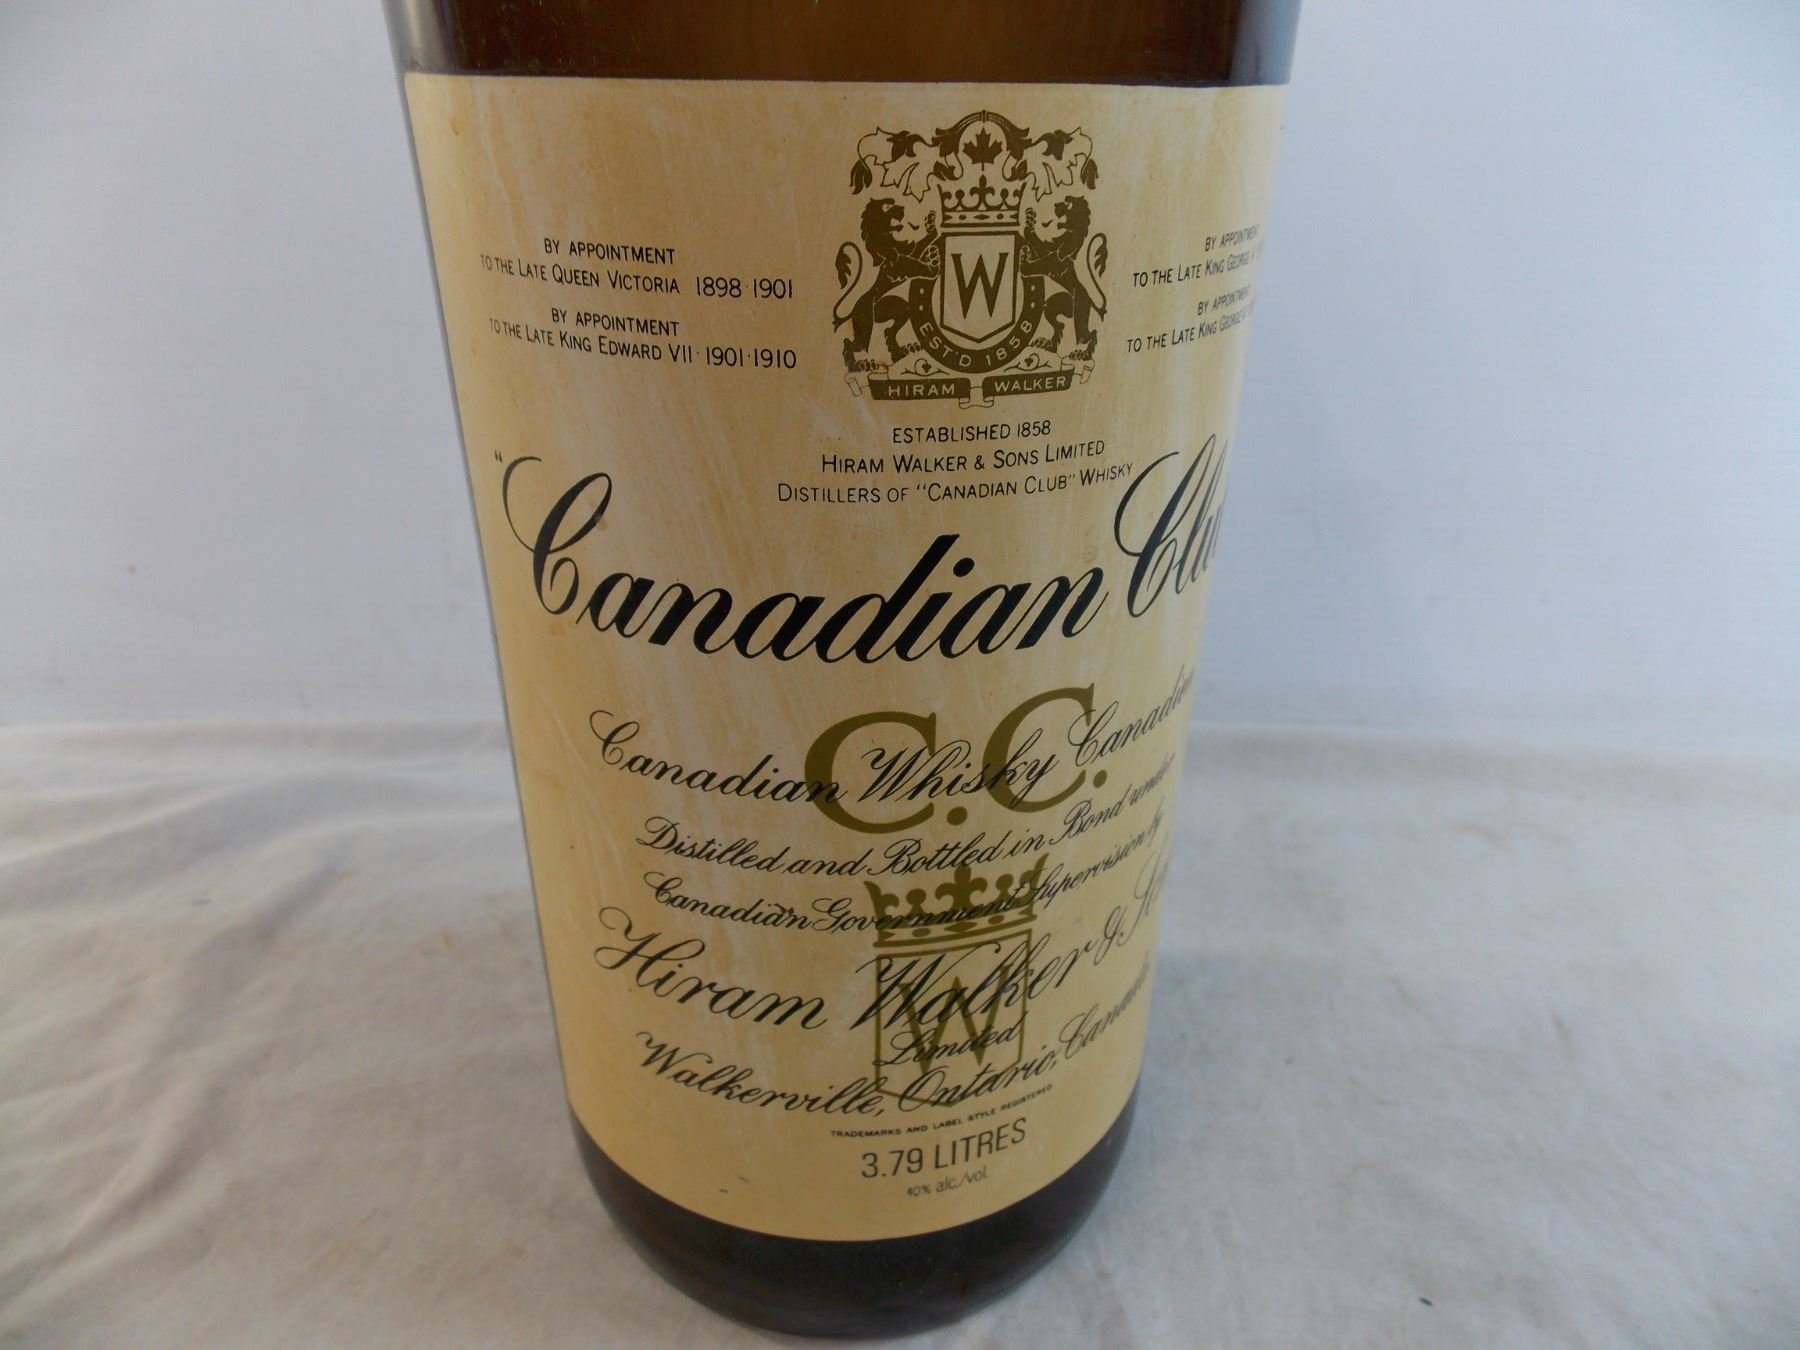 BY APPOINTMENT
TO THE LATE QUEEN VICTORIA 1898·1901
BY APPOINTMENT
TO THE LATE KING EDWARD VII·1901·1910
W
EST'D 1858
HIRAM WALKER
BY APPOINTMENT
TO THE LATE KING GEORGE V
BY APPOINTMENT
TO THE LATE KING GEORGE
ESTABLISHED 1858
HIRAM WALKER & SONS LIMITED
DISTILLERS OF "CANADIAN CLUB" WHISKY
"Canadian Clu
C.C.
Canadian Whisky Canadian
Distilled and Bottled in Bond under
Canadian Government Supervision by
Hiram Walker &
Limited
W
Walkerville, Ontario, Canada
TRADEMARKS AND LABEL STYLE REGISTERED
3.79 LITRES
40% alc./vol.